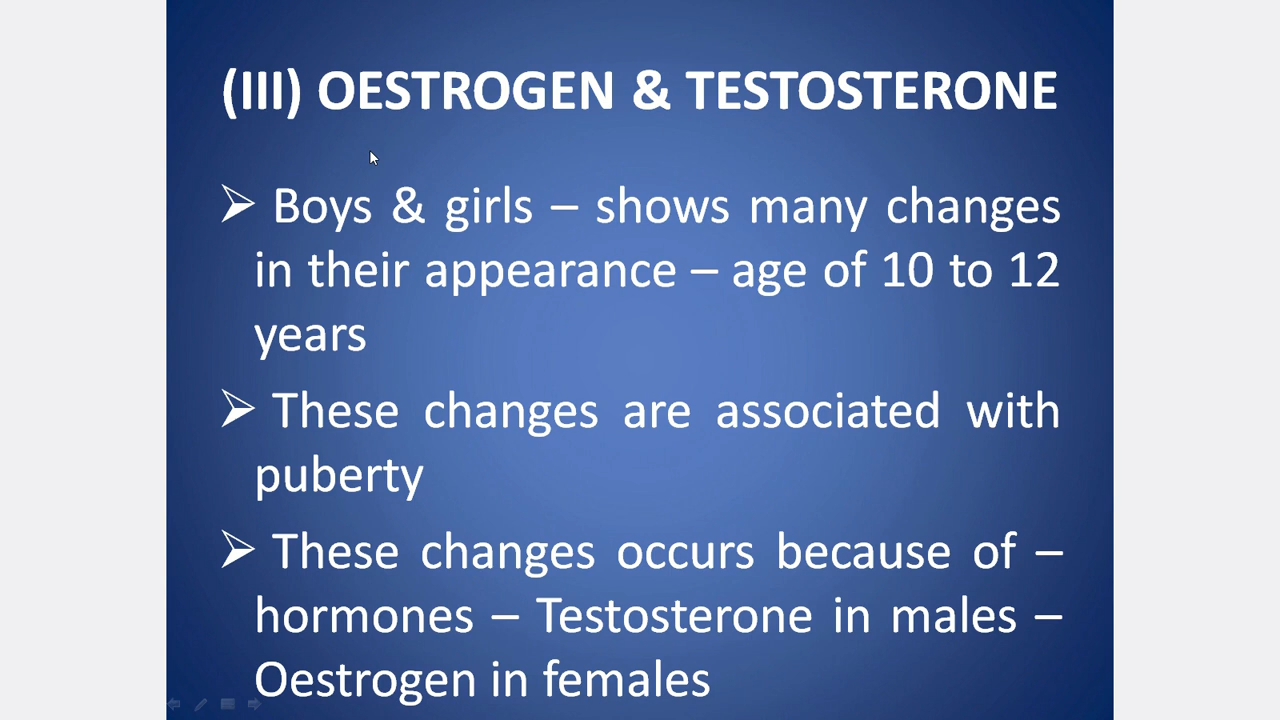 (III) OESTROGEN & TESTOSTERONE
➢ Boys & girls – shows many changes
in their appearance – age of 10 to 12
years
➢ These changes are associated with
puberty
➢ These changes occurs because of –
hormones – Testosterone in males –
Oestrogen in females